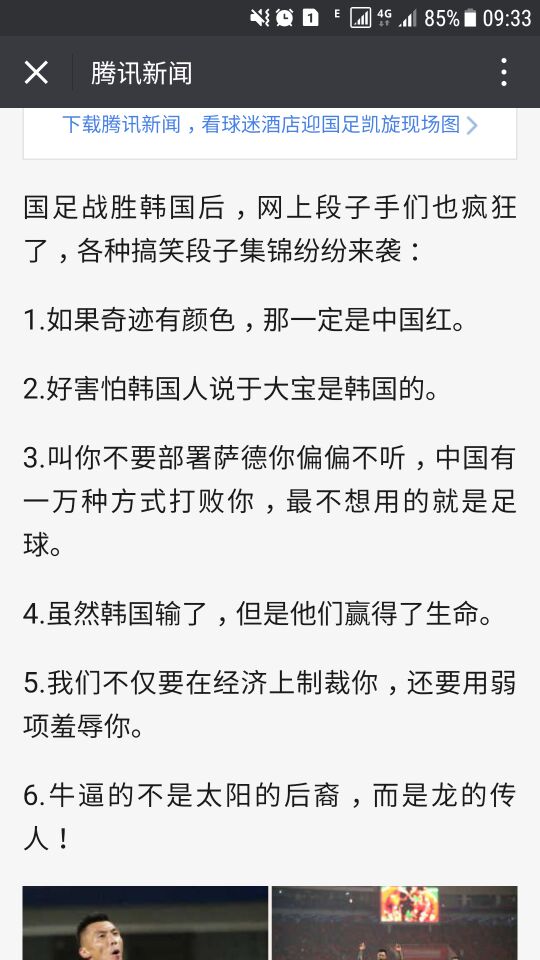 1 E 4G 85% 09:33
腾讯新闻
下载腾讯新闻，看球迷酒店迎国足凯旋现场图
国足战胜韩国后，网上段子手们也疯狂
了，各种搞笑段子集锦纷纷来袭：
1.如果奇迹有颜色，那一定是中国红。
2.好害怕韩国人说于大宝是韩国的。
3.叫你不要部署萨德你偏偏不听，中国有
一万种方式打败你，最不想用的就是足
球。
4.虽然韩国输了，但是他们赢得了生命。
5.我们不仅要在经济上制裁你，还要用弱
项羞辱你。
6.牛逼的不是太阳的后裔，而是龙的传
人！